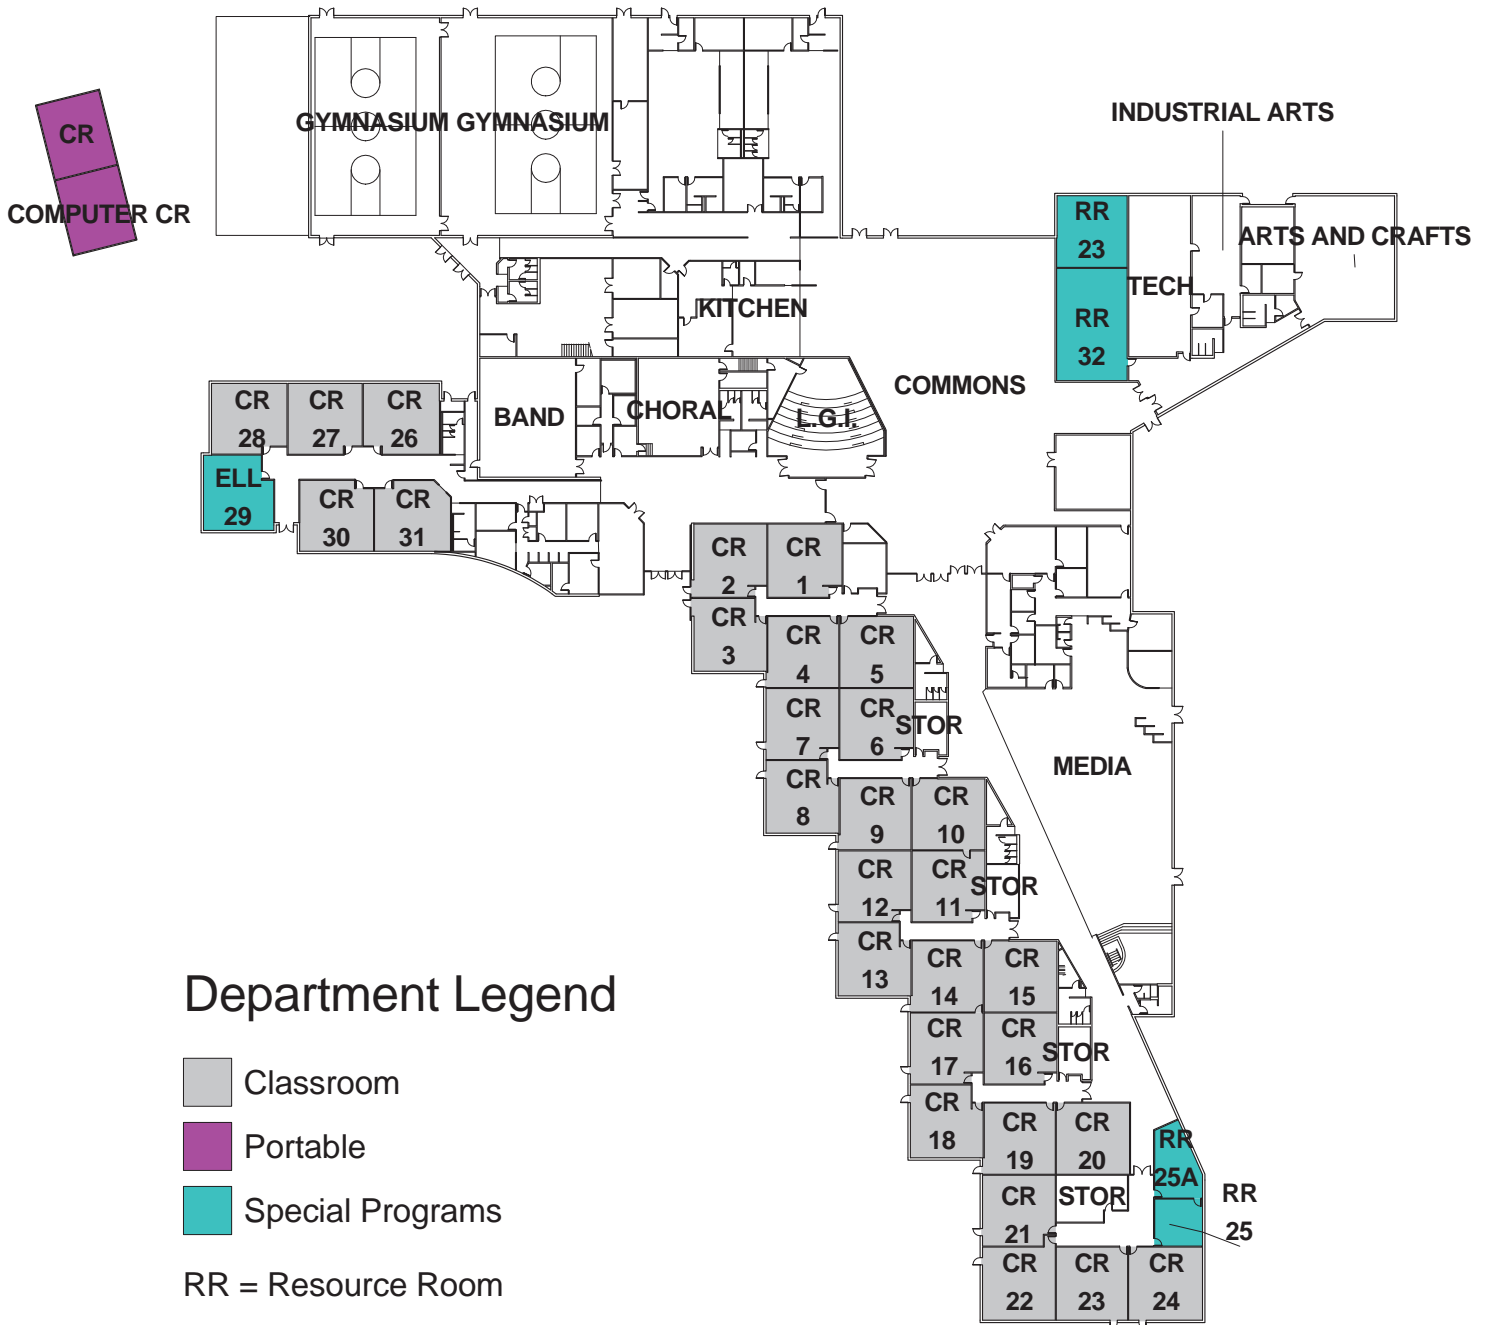 INDUSTRIAL ARTS
GYMNASIUM GYMNASIUM
CR
COMPUTER CR
RR
23
ARTS AND CRAFTS
TECH
KITCHEN
RR
32
COMMONS
BAND
CHORAL
L.G.I.
CR
28
CR
27
CR
26
ELL
29
CR
30
CR
31
CR
2
CR
1
CR
3
CR
4
CR
5
CR
7
CR
6
STOR
MEDIA
CR
8
CR
9
CR
10
CR
12
CR
11
STOR
CR
13
CR
14
CR
15
CR
17
CR
16
STOR
CR
18
CR
19
CR
20
RR
25A
CR
21
STOR
RR
25
CR
22
CR
23
CR
24
Department Legend
Classroom
Portable
Special Programs
RR = Resource Room